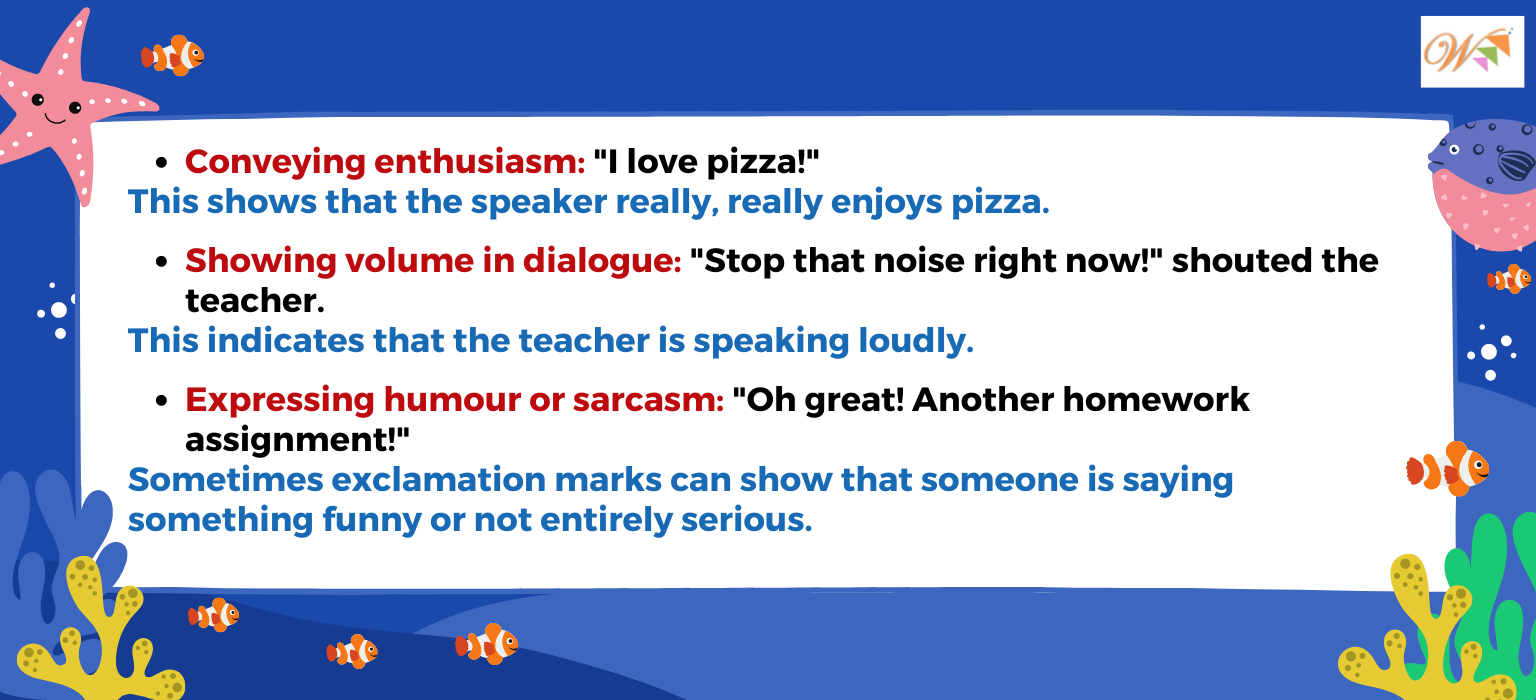 W
• Conveying enthusiasm: "I love pizza!"
This shows that the speaker really, really enjoys pizza.
• Showing volume in dialogue: "Stop that noise right now!" shouted the
teacher.
This indicates that the teacher is speaking loudly.
• Expressing humour or sarcasm: "Oh great! Another homework
assignment!"
Sometimes exclamation marks can show that someone is saying
something funny or not entirely serious.